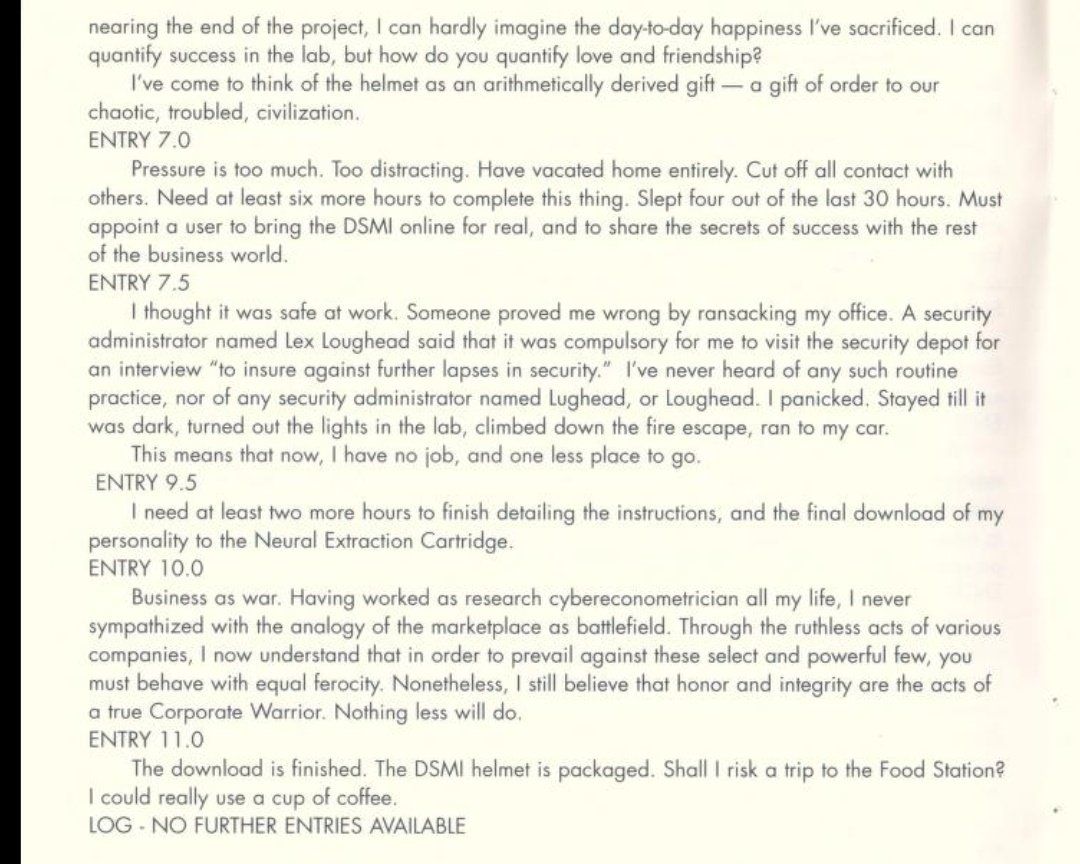 nearing the end of the project, I can hardly imagine the day-to-day happiness I've sacrificed. I can
quantify success in the lab, but how do you quantify love and friendship?
I've come to think of the helmet as an arithmetically derived gift — a gift of order to our
chaotic, troubled, civilization.
ENTRY 7.0
Pressure is too much. Too distracting. Have vacated home entirely. Cut off all contact with
others. Need at least six more hours to complete this thing. Slept four out of the last 30 hours. Must
appoint a user to bring the DSMI online for real, and to share the secrets of success with the rest
of the business world.
ENTRY 7.5
I thought it was safe at work. Someone proved me wrong by ransacking my office. A security
administrator named Lex Loughead said that it was compulsory for me to visit the security depot for
an interview "to insure against further lapses in security."  I've never heard of any such routine
practice, nor of any security administrator named Lughead, or Loughead. I panicked. Stayed till it
was dark, turned out the lights in the lab, climbed down the fire escape, ran to my car.
This means that now, I have no job, and one less place to go.
ENTRY 9.5
I need at least two more hours to finish detailing the instructions, and the final download of my
personality to the Neural Extraction Cartridge.
ENTRY 10.0
Business as war. Having worked as research cybereconometrician all my life, I never
sympathized with the analogy of the marketplace as battlefield. Through the ruthless acts of various
companies, I now understand that in order to prevail against these select and powerful few, you
must behave with equal ferocity. Nonetheless, I still believe that honor and integrity are the acts of
a true Corporate Warrior. Nothing less will do.
ENTRY 11.0
The download is finished. The DSMI helmet is packaged. Shall I risk a trip to the Food Station?
I could really use a cup of coffee.
LOG - NO FURTHER ENTRIES AVAILABLE